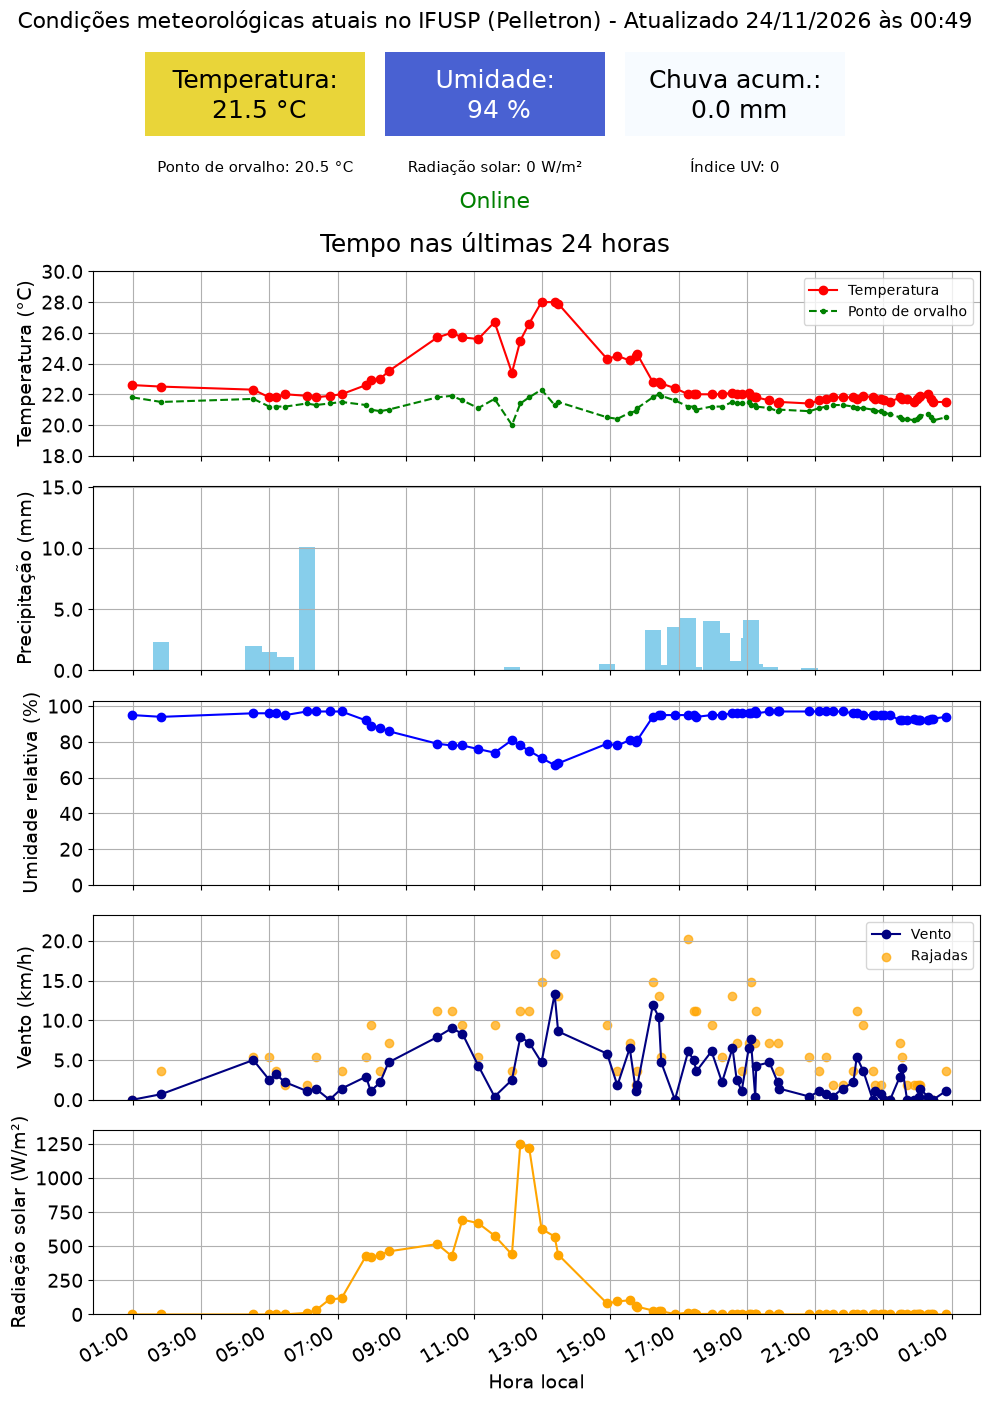 Condições meteorológicas atuais no IFUSP (Pelletron) - Atualizado 24/11/2026 às 00:49
Temperatura:
21.5 °C
Umidade:
94 %
Chuva acum.:
0.0 mm
Ponto de orvalho: 20.5 °C
Radiação solar: 0 W/m²
Índice UV: 0
Online
Tempo nas últimas 24 horas
Temperatura (°C)
30.0
28.0
26.0
24.0
22.0
20.0
18.0
Temperatura
Ponto de orvalho
Precipitação (mm)
15.0
10.0
5.0
0.0
Umidade relativa (%)
100
80
60
40
20
0
Vento (km/h)
20.0
15.0
10.0
5.0
0.0
Vento
Rajadas
Radiação solar (W/m²)
1250
1000
750
500
250
0
01:00
03:00
05:00
07:00
09:00
11:00
13:00
15:00
17:00
19:00
21:00
23:00
01:00
Hora local